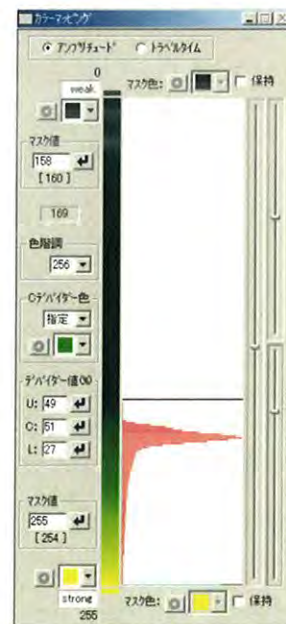 カラーマッピング
アンプリチュード トラベルタイム
0
weak マスク色: 保持
マスク値
158
[160]
169
色階調
256
Cデバイダー色
指定
デバイダー値(%)
U: 49
C: 51
L: 27
マスク値
255
[254]
strong マスク色: 保持
255